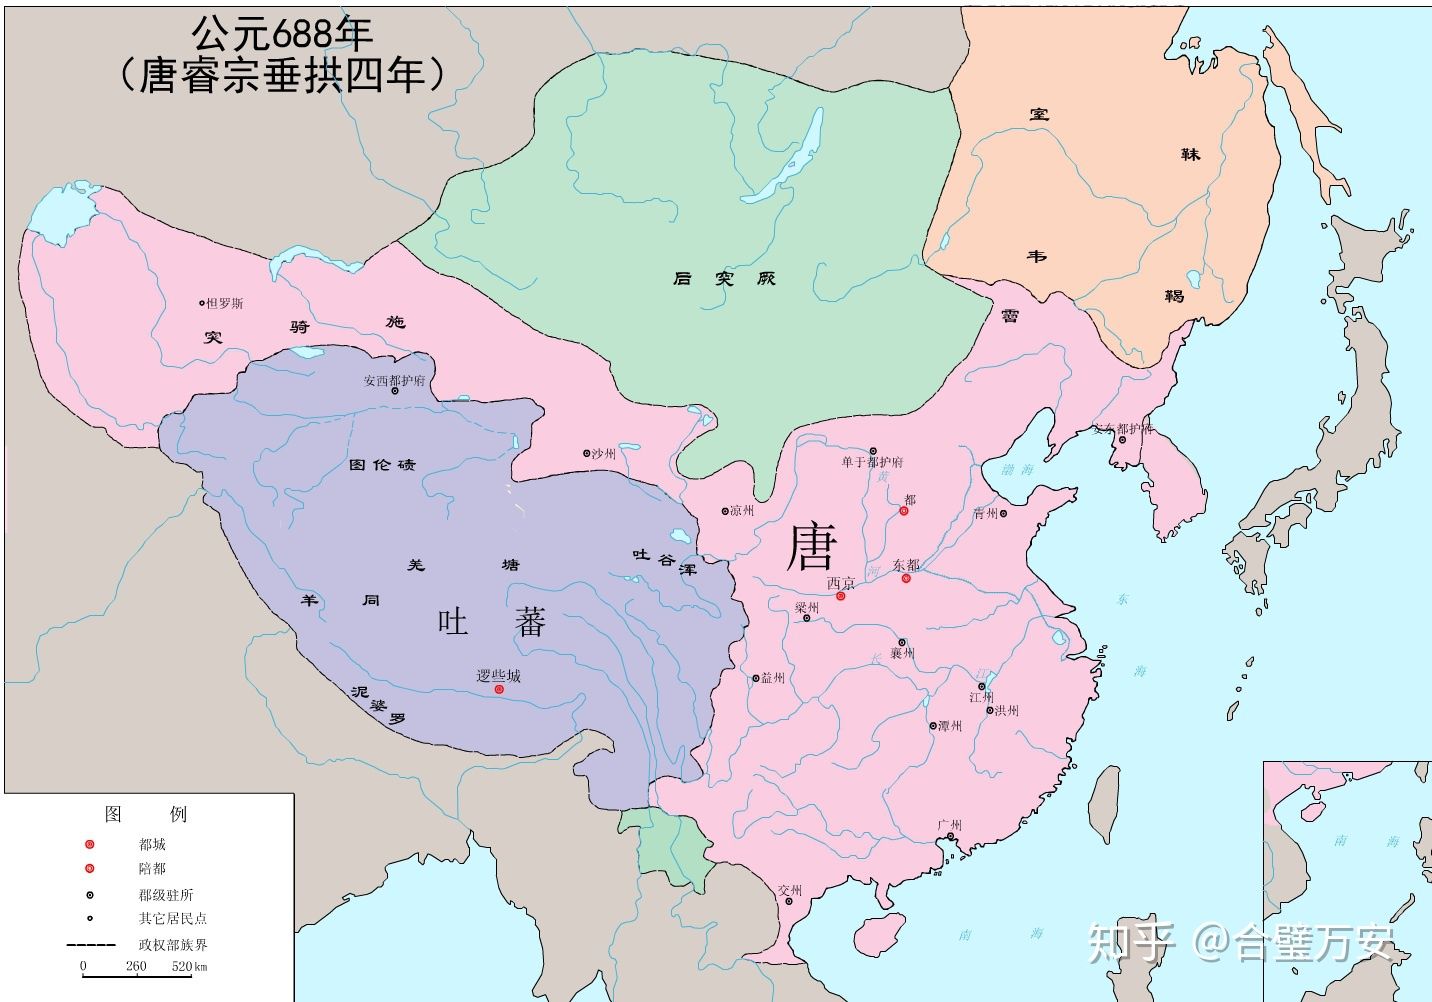 公元688年
（唐睿宗垂拱四年）
室
韦
靺
鞨
霫
后突厥
怛罗斯
突骑施
安西都护府
图伦碛
沙州
凉州
单于都护府
黄
都
青州
渤海
安东都护府
唐
河
东都
西京
梁州
襄州
长
江
益州
江州
洪州
潭州
广州
交州
东
海
吐谷浑
羌塘
羊同
吐蕃
逻些城
泥婆罗
南海
南海
图例
都城
陪都
郡级驻所
其它居民点
政权部族界
0 260 520km
知乎 @合璧万安